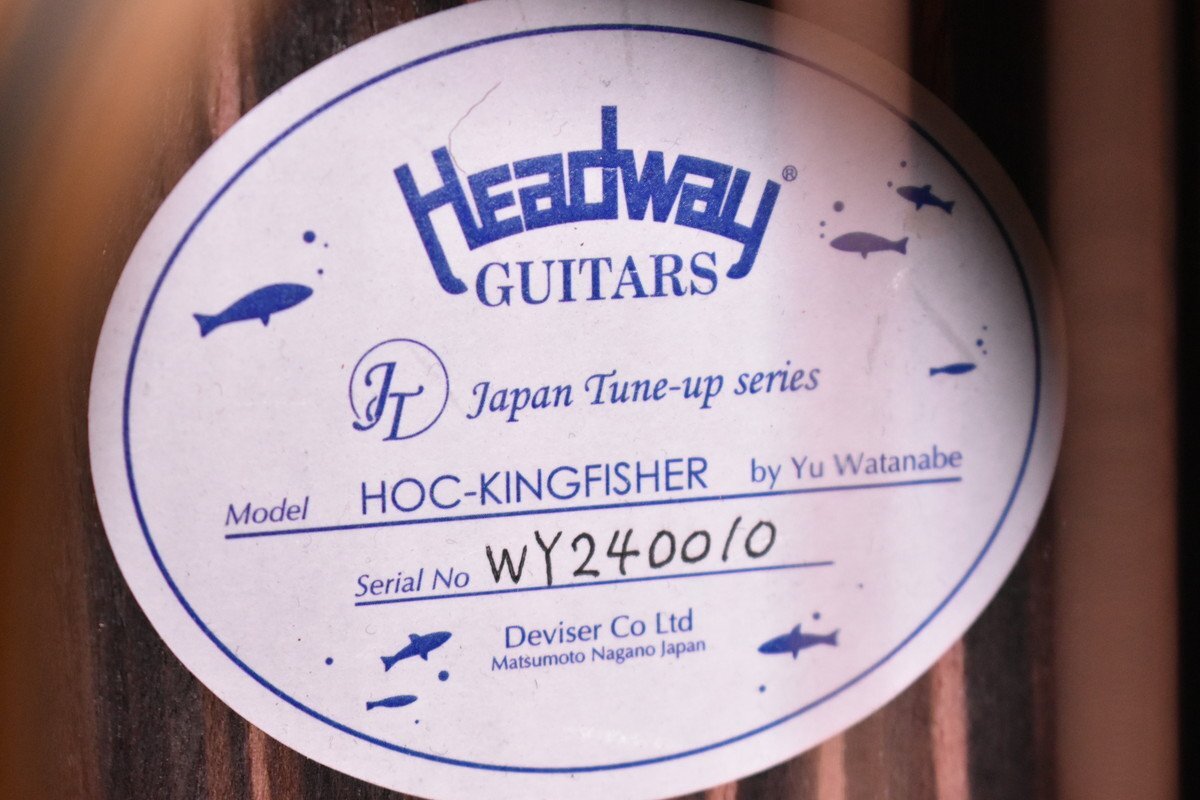 Headway®
GUITARS
JT Japan Tune-up series
Model HOC-KINGFISHER by Yu Watanabe
Serial No WY240010
Deviser Co Ltd
Matsumoto Nagano Japan